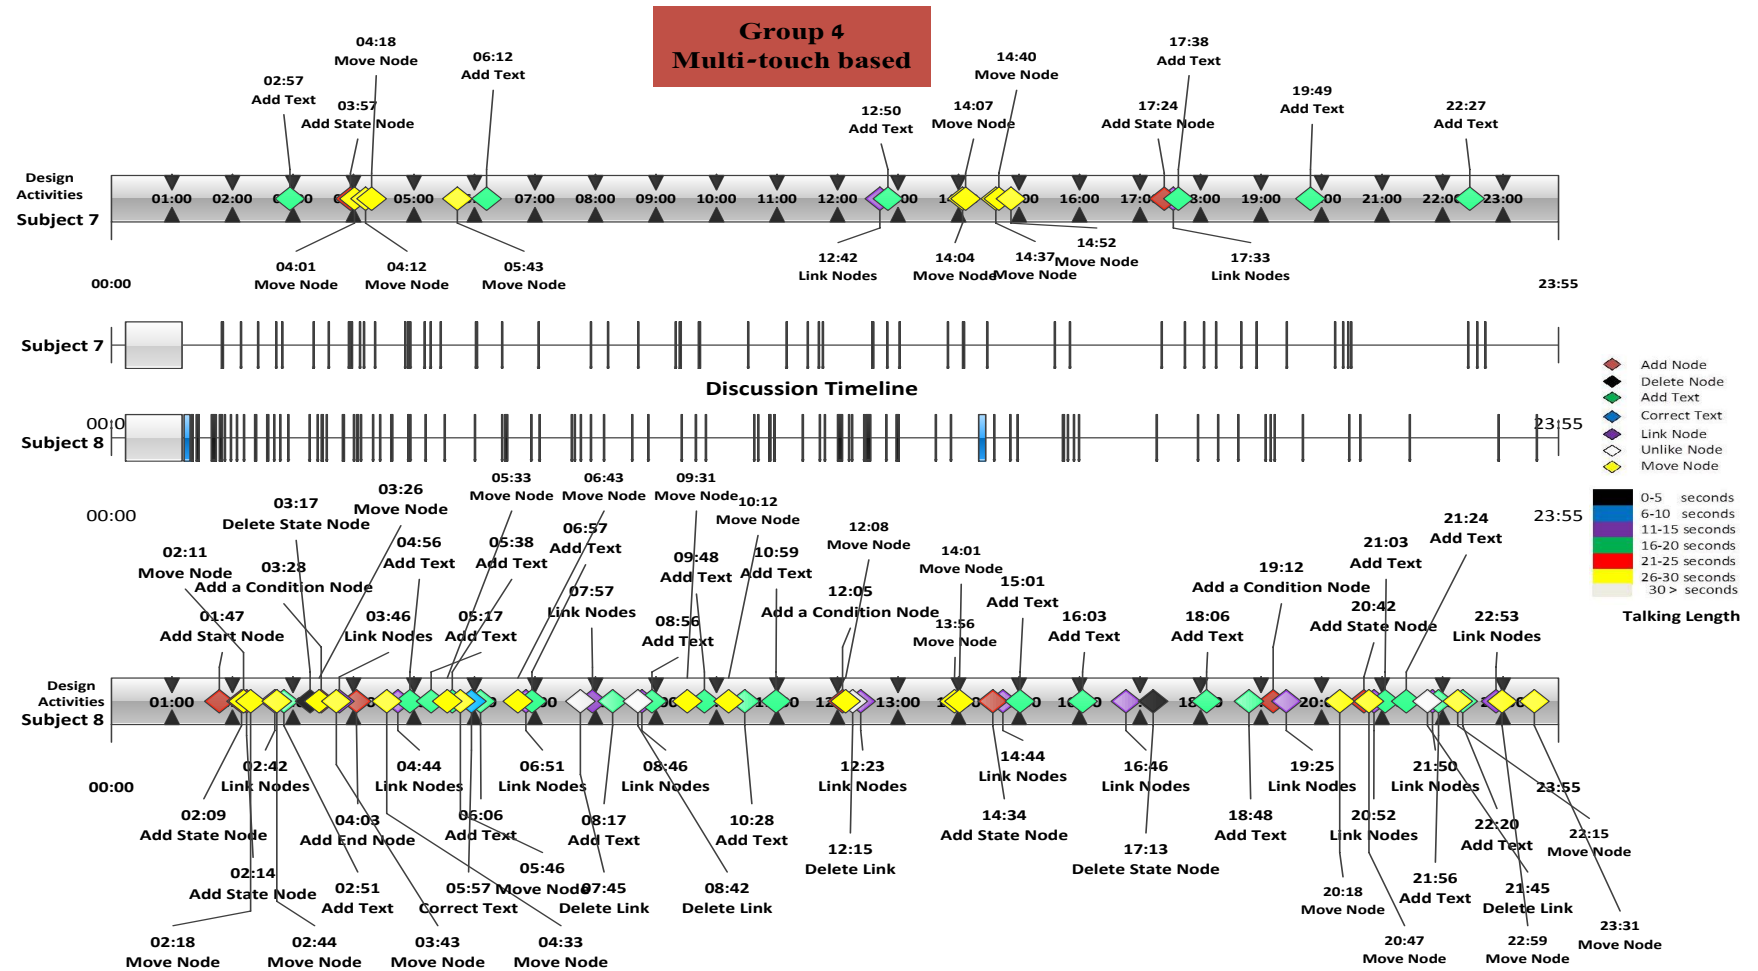 Group 4
Multi-touch based
04:18
Move Node
06:12
Add Text
17:38
Add Text
14:40
Move Node
02:57
Add Text
03:57
Add State Node
12:50
Add Text
14:07
Move Node
17:24
Add State Node
19:49
Add Text
22:27
Add Text
Design
Activities
Subject 7
01:00 02:00 05:00 07:00 08:00 09:00 10:00 11:00 12:00 18:00 19:00 21:00 22:00 23:00
04:01
Move Node
04:12
Move Node
05:43
Move Node
12:42
Link Nodes
14:04
Move Node
14:37
Move Node
14:52
Move Node
17:33
Link Nodes
00:00
23:55
Subject 7
Discussion Timeline
00:0
23:55
Subject 8
00:00
23:55
Add Node
Delete Node
Add Text
Correct Text
Link Node
Unlike Node
Move Node
0-5 seconds
6-10 seconds
11-15 seconds
16-20 seconds
21-25 seconds
26-30 seconds
30> seconds
Talking Length
03:17
Delete State Node
03:26
Move Node
05:33
Move Node
06:43
Move Node
09:31
Move Node
10:12
Move Node
02:11
Move Node
03:28
Add a Condition Node
04:56
Add Text
05:38
Add Text
06:57
Add Text
09:48
Add Text
10:59
Add Text
12:08
Move Node
14:01
Move Node
21:03
Add Text
21:24
Add Text
01:47
Add Start Node
03:46
Link Nodes
05:17
Add Text
07:57
Link Nodes
08:56
Add Text
12:05
Add a Condition Node
13:56
Move Node
15:01
Add Text
16:03
Add Text
18:06
Add Text
19:12
Add a Condition Node
20:42
Add State Node
22:53
Link Nodes
Design
Activities
Subject 8
01:00 13:00
00:00
23:55
02:42
Link Nodes
04:44
Link Nodes
06:51
Link Nodes
08:46
Link Nodes
12:23
Link Nodes
14:44
Link Nodes
16:46
Link Nodes
19:25
Link Nodes
21:50
Link Nodes
02:09
Add State Node
04:03
Add End Node
06:06
Add Text
08:17
Add Text
10:28
Add Text
12:15
Delete Link
14:34
Add State Node
17:13
Delete State Node
18:48
Add Text
20:52
Link Nodes
22:20
Add Text
22:15
Move Node
02:14
Add State Node
02:51
Add Text
05:57
Correct Text
05:46
Move Node
07:45
Delete Link
08:42
Delete Link
20:18
Move Node
21:56
Add Text
21:45
Delete Link
23:31
Move Node
02:18
Move Node
02:44
Move Node
03:43
Move Node
04:33
Move Node
20:47
Move Node
22:59
Move Node